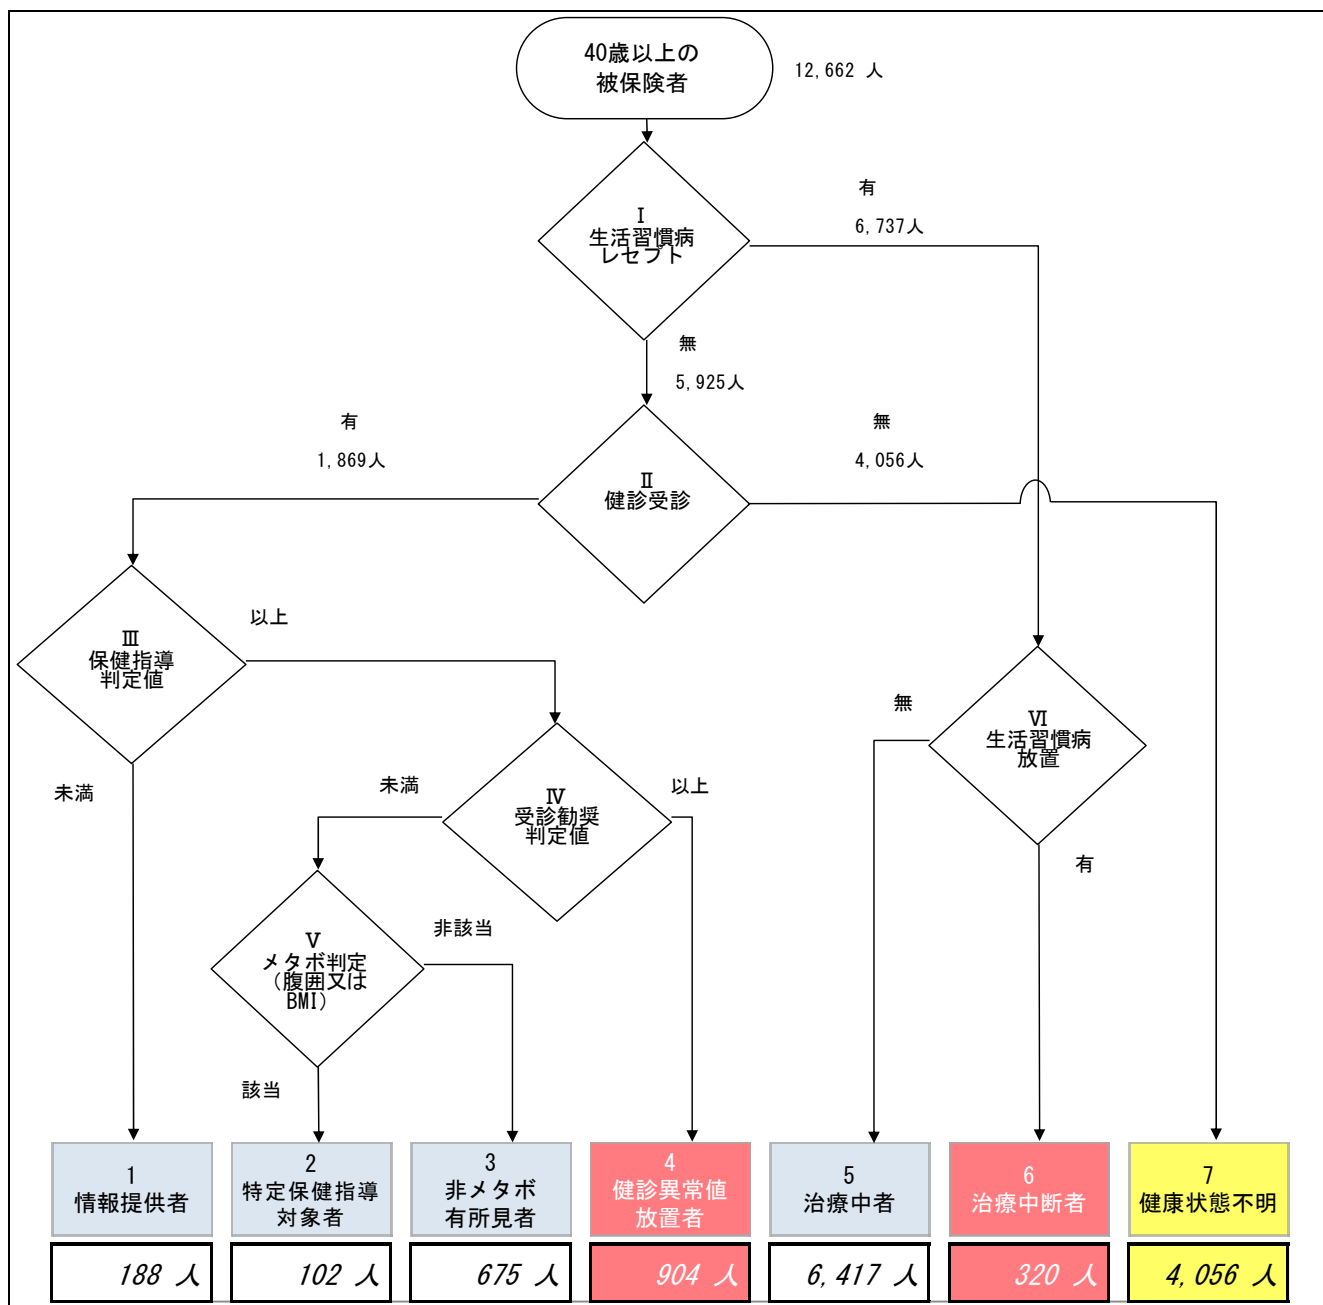 40歳以上の
被保険者
12,662 人
Ⅰ
生活習慣病
レセプト
有
6,737人
無
5,925人
有
1,869人
Ⅱ
健診受診
無
4,056人
Ⅲ
保健指導
判定値
以上
未満
Ⅳ
受診勧奨
判定値
未満
以上
Ⅴ
メタボ判定
（腹囲又は
BMI）
非該当
該当
Ⅵ
生活習慣病
放置
無
有
1
情報提供者
2
特定保健指導
対象者
3
非メタボ
有所見者
4
健診異常値
放置者
5
治療中者
6
治療中断者
7
健康状態不明
188 人
102 人
675 人
904 人
6,417 人
320 人
4,056 人